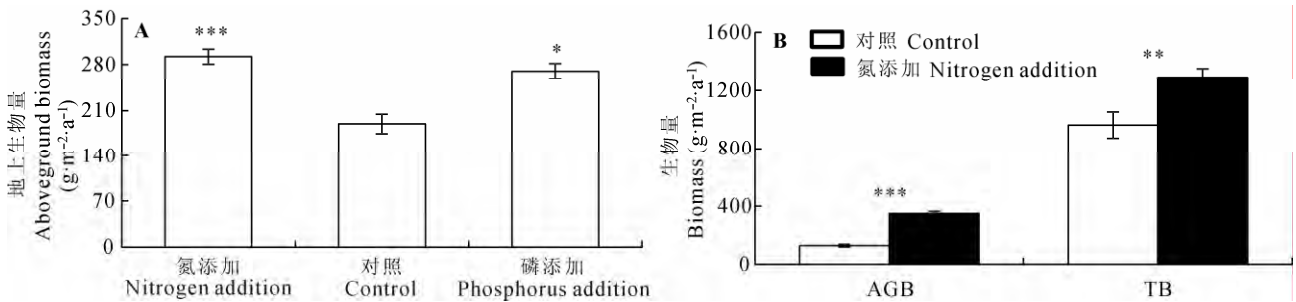 A
地上生物量
Aboveground biomass
(g·m⁻²·a⁻¹)
350
280
210
140
70
0
***
*
氮添加
Nitrogen addition
对照
Control
磷添加
Phosphorus addition
B
生物量
Biomass (g·m⁻²·a⁻¹)
1600
1200
800
400
0
对照 Control
氮添加 Nitrogen addition
***
**
AGB
TB